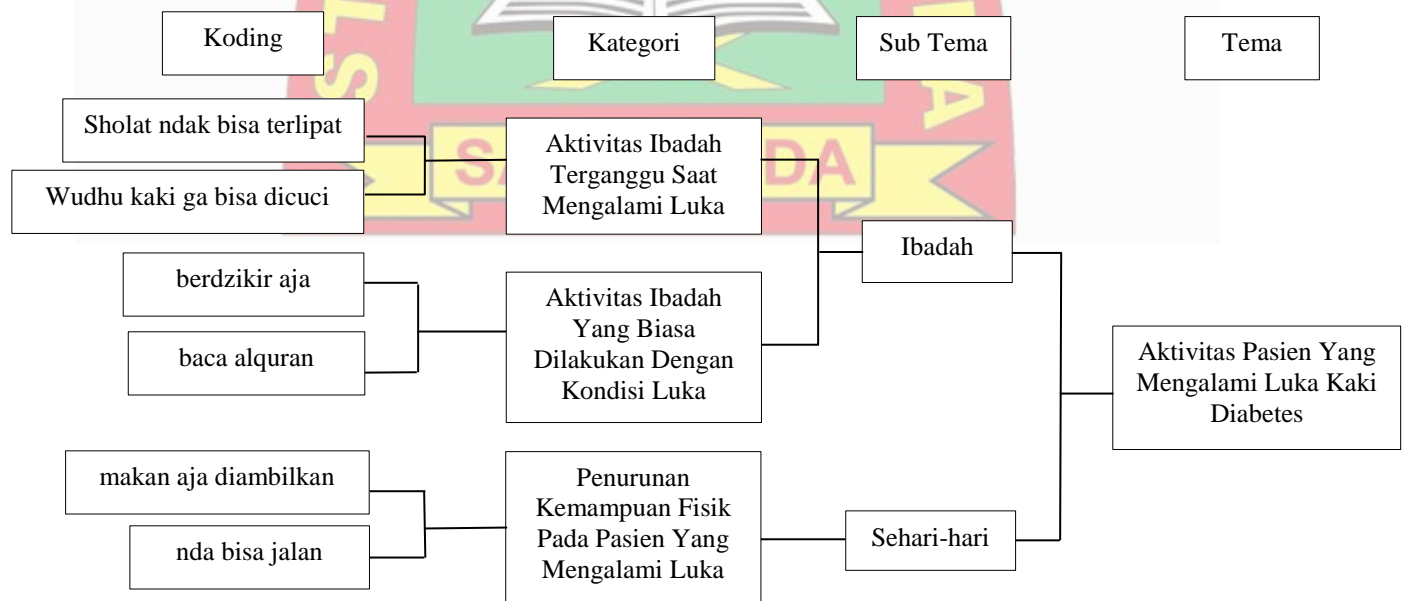 Koding
Kategori
Sub Tema
Tema
Sholat ndak bisa terlipat
Wudhu kaki ga bisa dicuci
Aktivitas Ibadah
Terganggu Saat
Mengalami Luka
berdzikir aja
baca alquran
Aktivitas Ibadah
Yang Biasa
Dilakukan Dengan
Kondisi Luka
Ibadah
makan aja diambilkan
nda bisa jalan
Penurunan
Kemampuan Fisik
Pada Pasien Yang
Mengalami Luka
Sehari-hari
Aktivitas Pasien Yang
Mengalami Luka Kaki
Diabetes